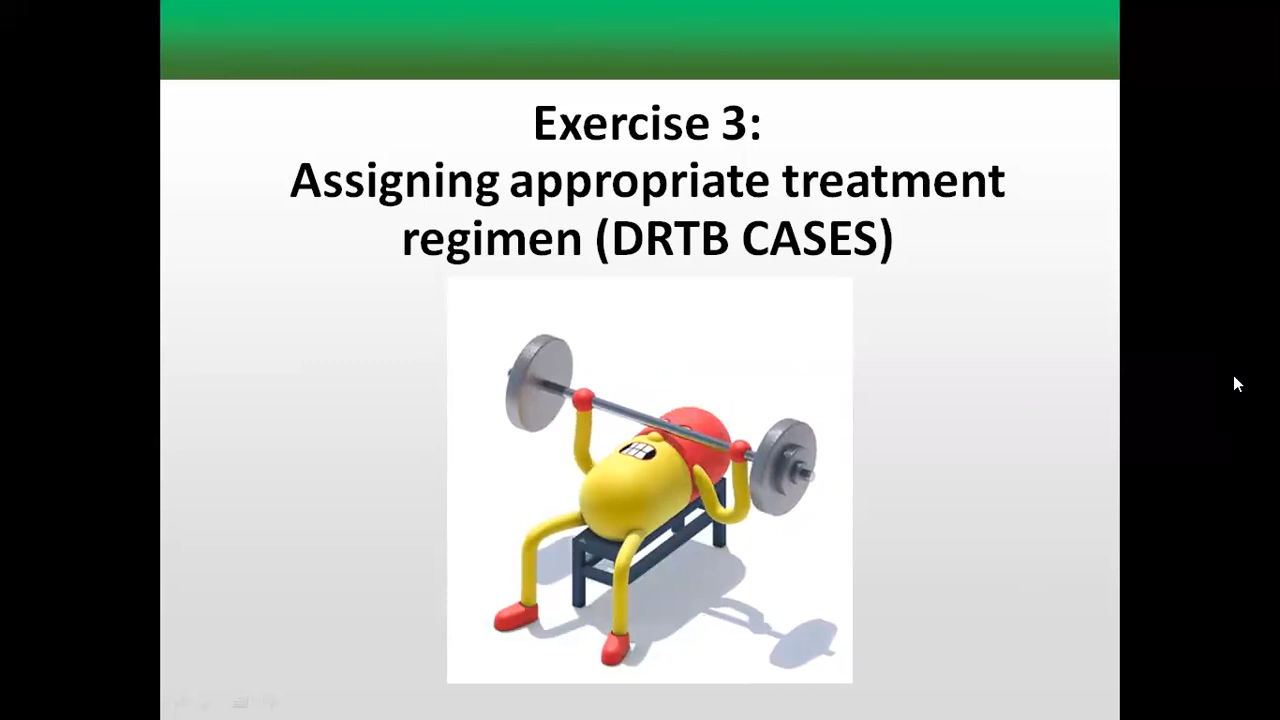 Exercise 3:
Assigning appropriate treatment
regimen (DRTB CASES)